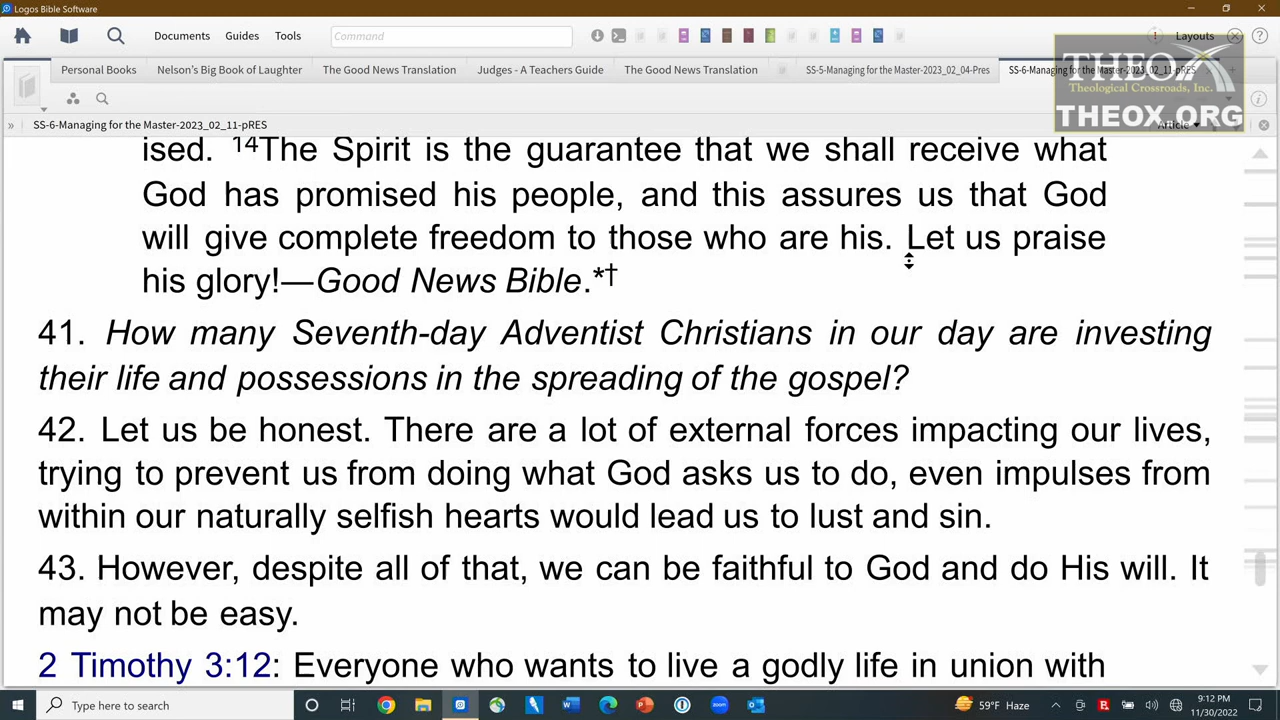 Logos Bible Software
Documents Guides Tools Command Layouts
Personal Books Nelson's Big Book of Laughter The Good Judges - A Teachers Guide The Good News Translation SS-5-Managing for the Master-2023_02_04-Pres SS-6-Managing for the Master-2023_02_11-pRES
THEOX
Theological Crossroads, Inc.
THEOX.ORG
SS-6-Managing for the Master-2023_02_11-pRES Article
ised. 14The Spirit is the guarantee that we shall receive what
God has promised his people, and this assures us that God
will give complete freedom to those who are his. Let us praise
his glory!—Good News Bible.*†
41. How many Seventh-day Adventist Christians in our day are investing
their life and possessions in the spreading of the gospel?
42. Let us be honest. There are a lot of external forces impacting our lives,
trying to prevent us from doing what God asks us to do, even impulses from
within our naturally selfish hearts would lead us to lust and sin.
43. However, despite all of that, we can be faithful to God and do His will. It
may not be easy.
2 Timothy 3:12: Everyone who wants to live a godly life in union with
Type here to search 59°F Haze 9:12 PM
11/30/2022